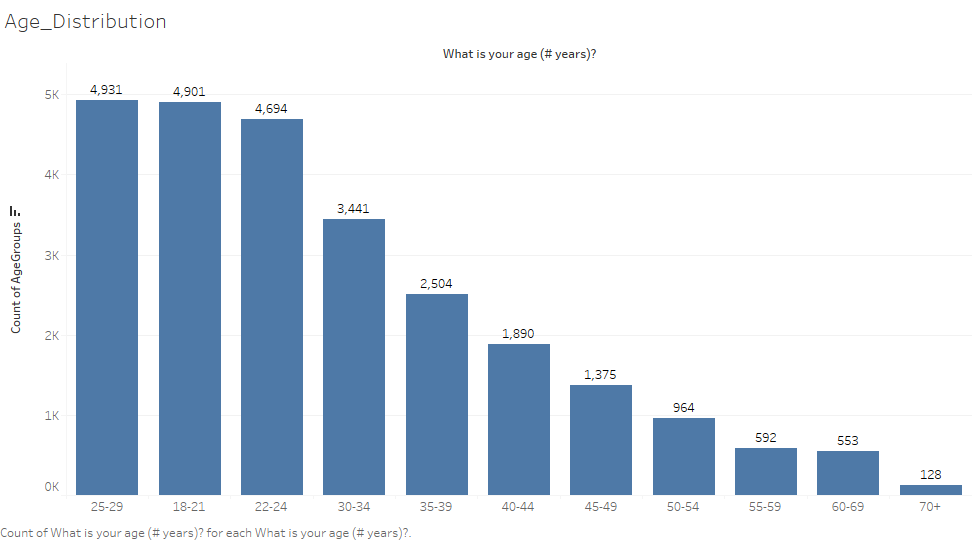 Age_Distribution
What is your age (# years)?
Count of AgeGroups
5K
4K
3K
2K
1K
0K
4,931
4,901
4,694
3,441
2,504
1,890
1,375
964
592
553
128
25-29
18-21
22-24
30-34
35-39
40-44
45-49
50-54
55-59
60-69
70+
Count of What is your age (# years)? for each What is your age (# years)?.